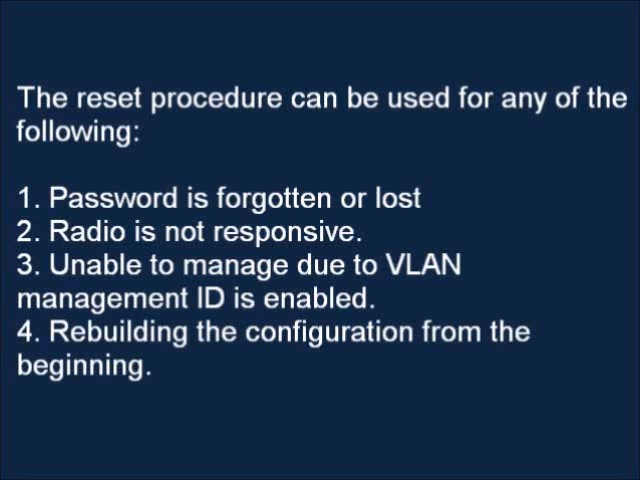 The reset procedure can be used for any of the
following:
1. Password is forgotten or lost
2. Radio is not responsive.
3. Unable to manage due to VLAN
management ID is enabled.
4. Rebuilding the configuration from the
beginning.